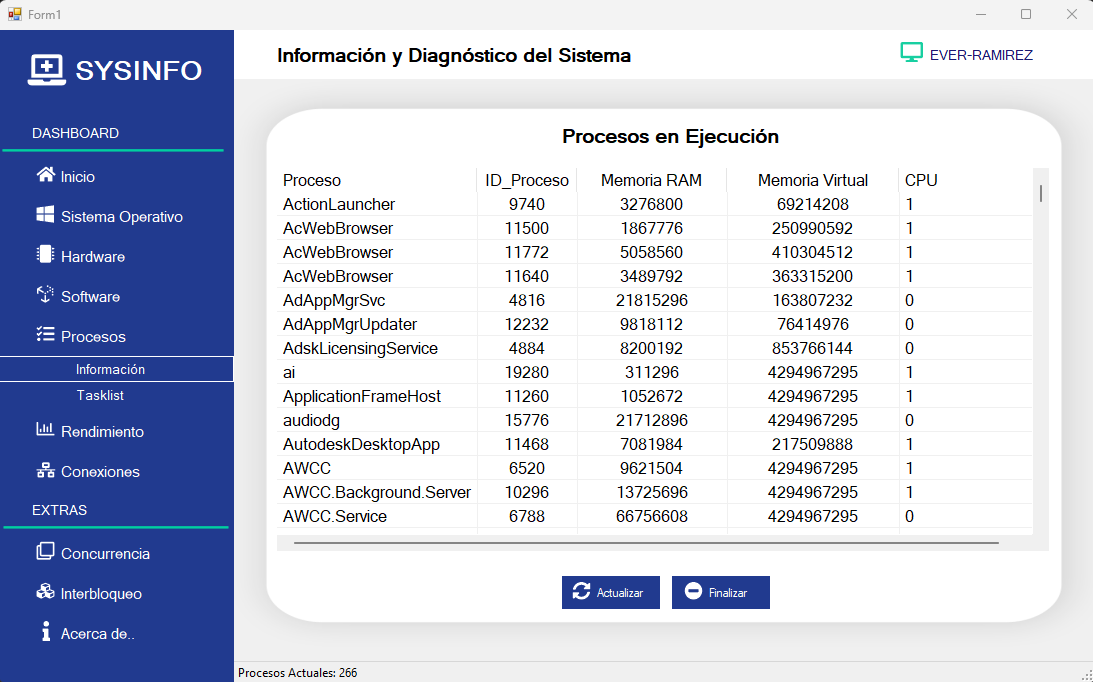 Form1
SYSINFO
Información y Diagnóstico del Sistema
EVER-RAMIREZ
DASHBOARD
Inicio
Sistema Operativo
Hardware
Software
Procesos
Información
Tasklist
Rendimiento
Conexiones
EXTRAS
Concurrencia
Interbloqueo
Acerca de..
Procesos en Ejecución
Proceso ID_Proceso Memoria RAM Memoria Virtual CPU
ActionLauncher 9740 3276800 69214208 1
AcWebBrowser 11500 1867776 250990592 1
AcWebBrowser 11772 5058560 410304512 1
AcWebBrowser 11640 3489792 363315200 1
AdAppMgrSvc 4816 21815296 163807232 0
AdAppMgrUpdater 12232 9818112 76414976 0
AdskLicensingService 4884 8200192 853766144 0
ai 19280 311296 4294967295 1
ApplicationFrameHost 11260 1052672 4294967295 1
audiodg 15776 21712896 4294967295 0
AutodeskDesktopApp 11468 7081984 217509888 1
AWCC 6520 9621504 4294967295 1
AWCC.Background.Server 10296 13725696 4294967295 1
AWCC.Service 6788 66756608 4294967295 0
Actualizar
Finalizar
Procesos Actuales: 266